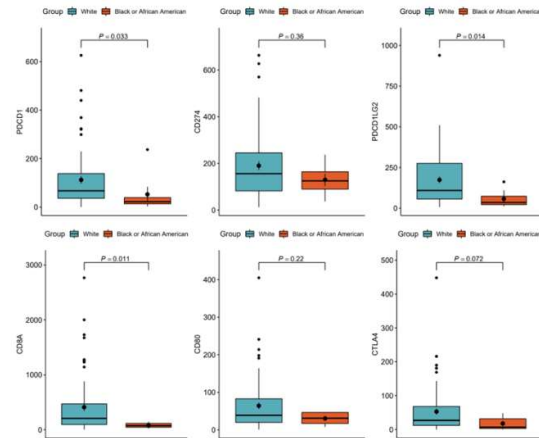 Group White Black or African American
P = 0.033
PDCD1
600
400
200
0
Group White Black or African American
P = 0.36
CD274
600
400
200
0
Group White Black or African American
P = 0.014
PDCD1LG2
1000
750
500
250
0
Group White Black or African American
P = 0.011
CD8A
3000
2000
1000
0
Group White Black or African American
P = 0.22
CD80
400
300
200
100
0
Group White Black or African American
P = 0.072
CTLA4
500
400
300
200
100
0